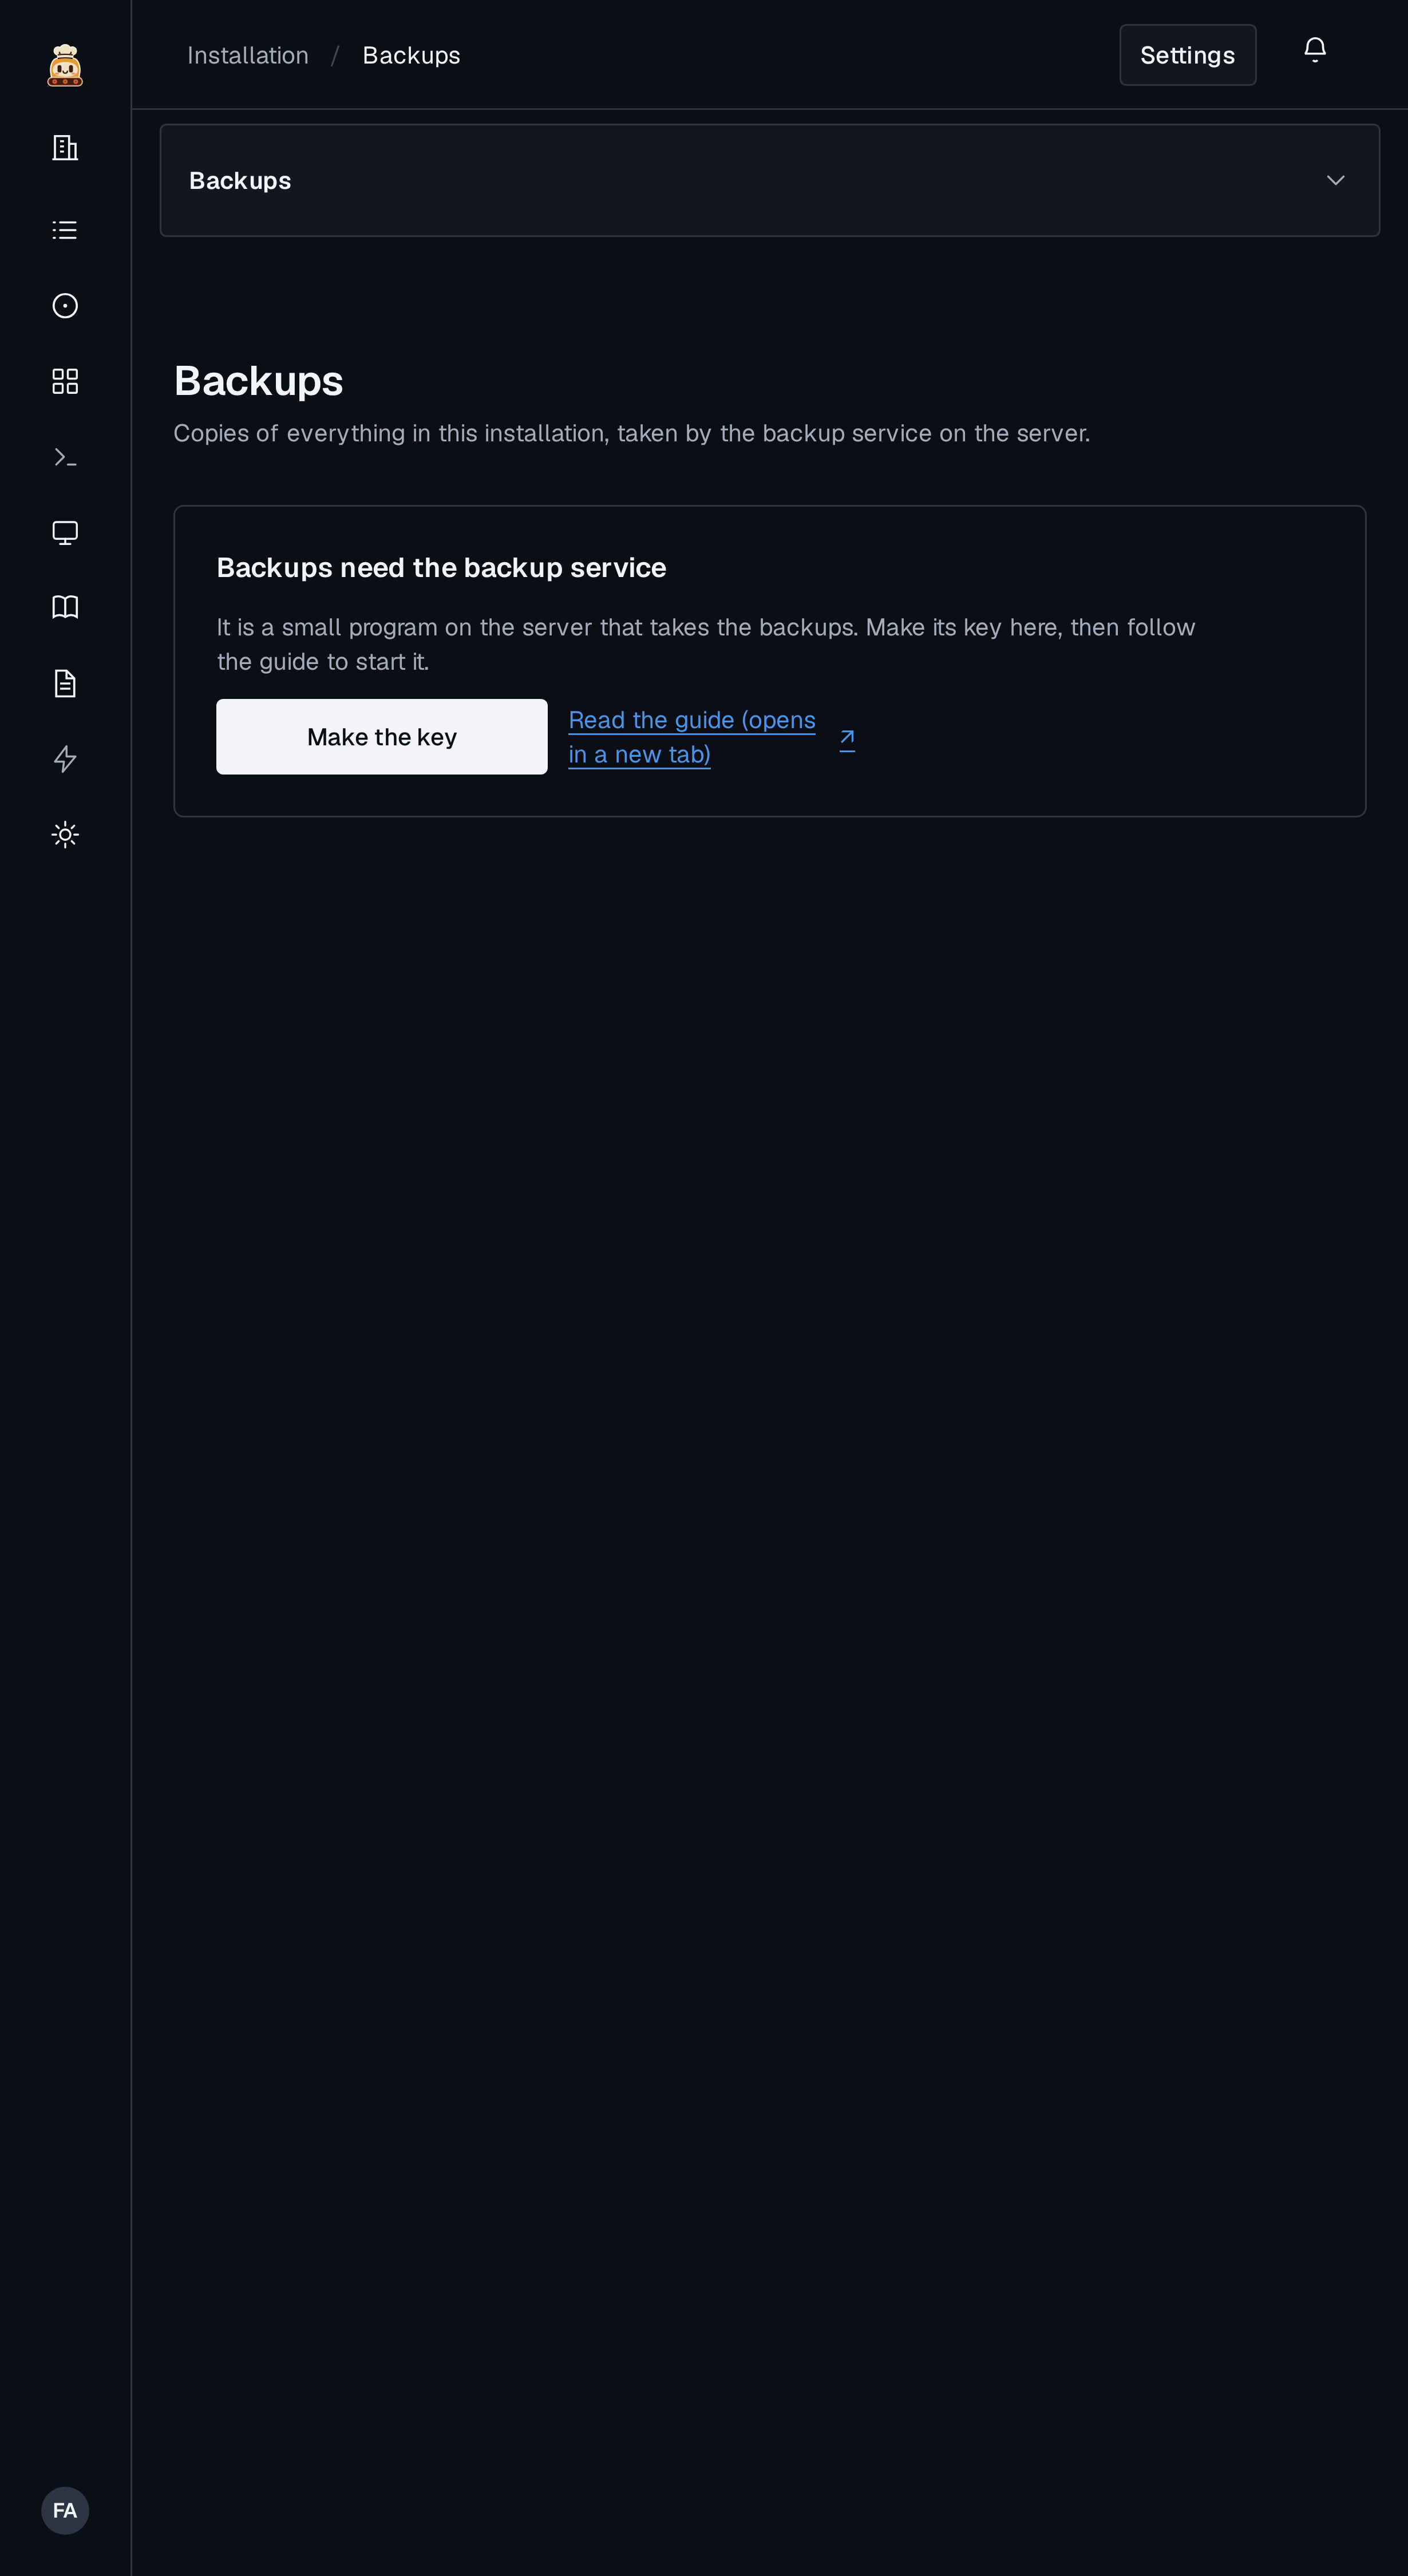 Installation / Backups
Settings
Backups
Backups
Copies of everything in this installation, taken by the backup service on the server.
Backups need the backup service
It is a small program on the server that takes the backups. Make its key here, then follow
the guide to start it.
Make the key
Read the guide (opens
in a new tab)
FA